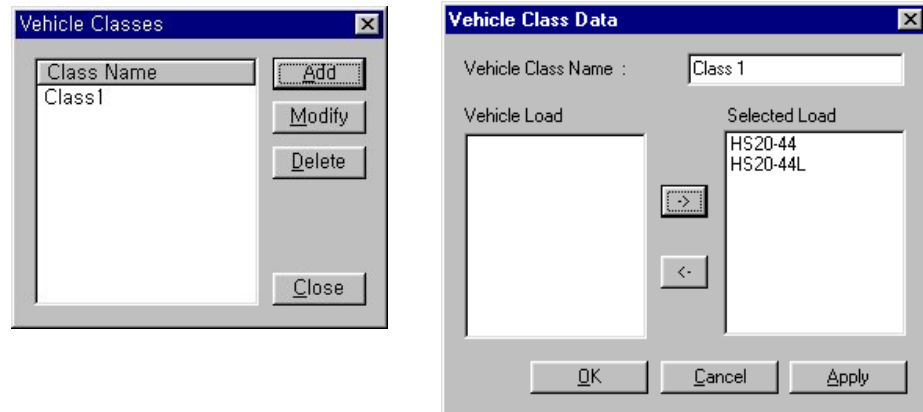 Vehicle Classes
Class Name
Class1
Add
Modify
Delete
Close
Vehicle Class Data
Vehicle Class Name :
Class 1
Vehicle Load
Selected Load
HS20-44
HS20-44L
->
<-
OK
Cancel
Apply